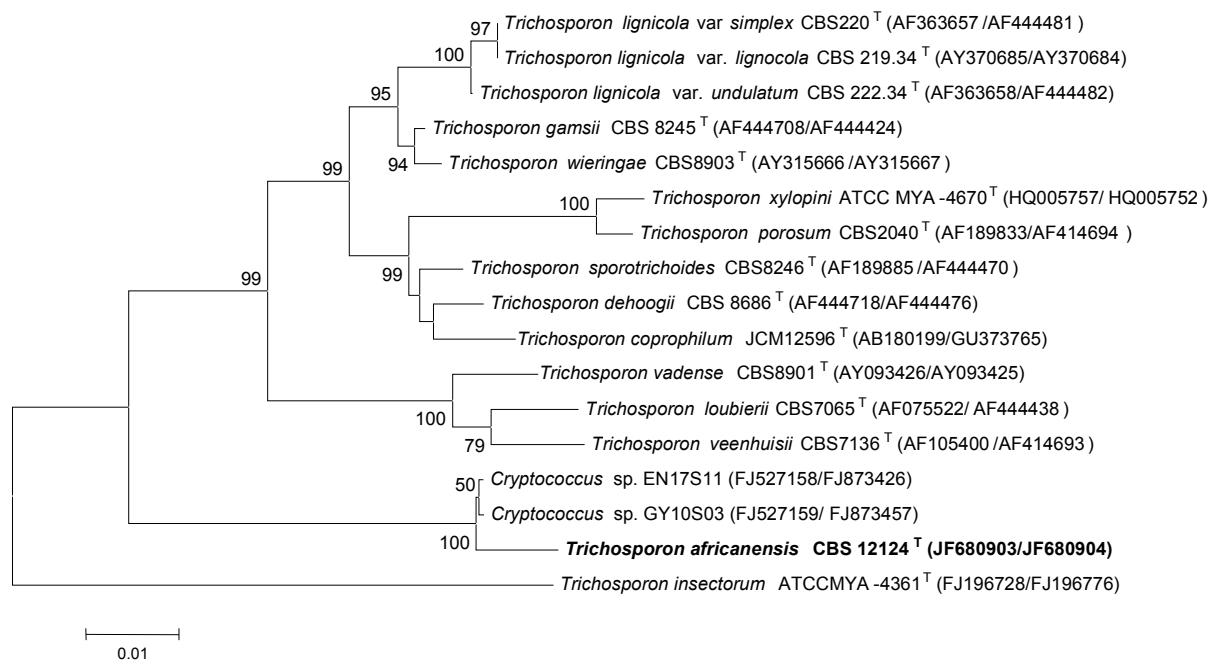 Trichosporon lignicola var simplex CBS220 T (AF363657 /AF444481 )
97
Trichosporon lignicola var. lignocola CBS 219.34 T (AY370685/AY370684)
100
Trichosporon lignicola var. undulatum CBS 222.34 T (AF363658/AF444482)
95
Trichosporon gamsii CBS 8245 T (AF444708/AF444424)
94
Trichosporon wieringae CBS8903 T (AY315666 /AY315667 )
99
Trichosporon xylopini ATCC MYA -4670 T (HQ005757/ HQ005752 )
100
Trichosporon porosum CBS2040 T (AF189833/AF414694 )
99
Trichosporon sporotrichoides CBS8246 T (AF189885 /AF444470 )
99
Trichosporon dehoogii CBS 8686 T (AF444718/AF444476)
Trichosporon coprophilum JCM12596 T (AB180199/GU373765)
Trichosporon vadense CBS8901 T (AY093426/AY093425)
100
Trichosporon loubierii CBS7065 T (AF075522/ AF444438 )
79
Trichosporon veenhuisii CBS7136 T (AF105400 /AF414693 )
50
Cryptococcus sp. EN17S11 (FJ527158/FJ873426)
Cryptococcus sp. GY10S03 (FJ527159/ FJ873457)
100
Trichosporon africanensis CBS 12124 T (JF680903/JF680904)
Trichosporon insectorum ATCCMYA -4361 T (FJ196728/FJ196776)
0.01